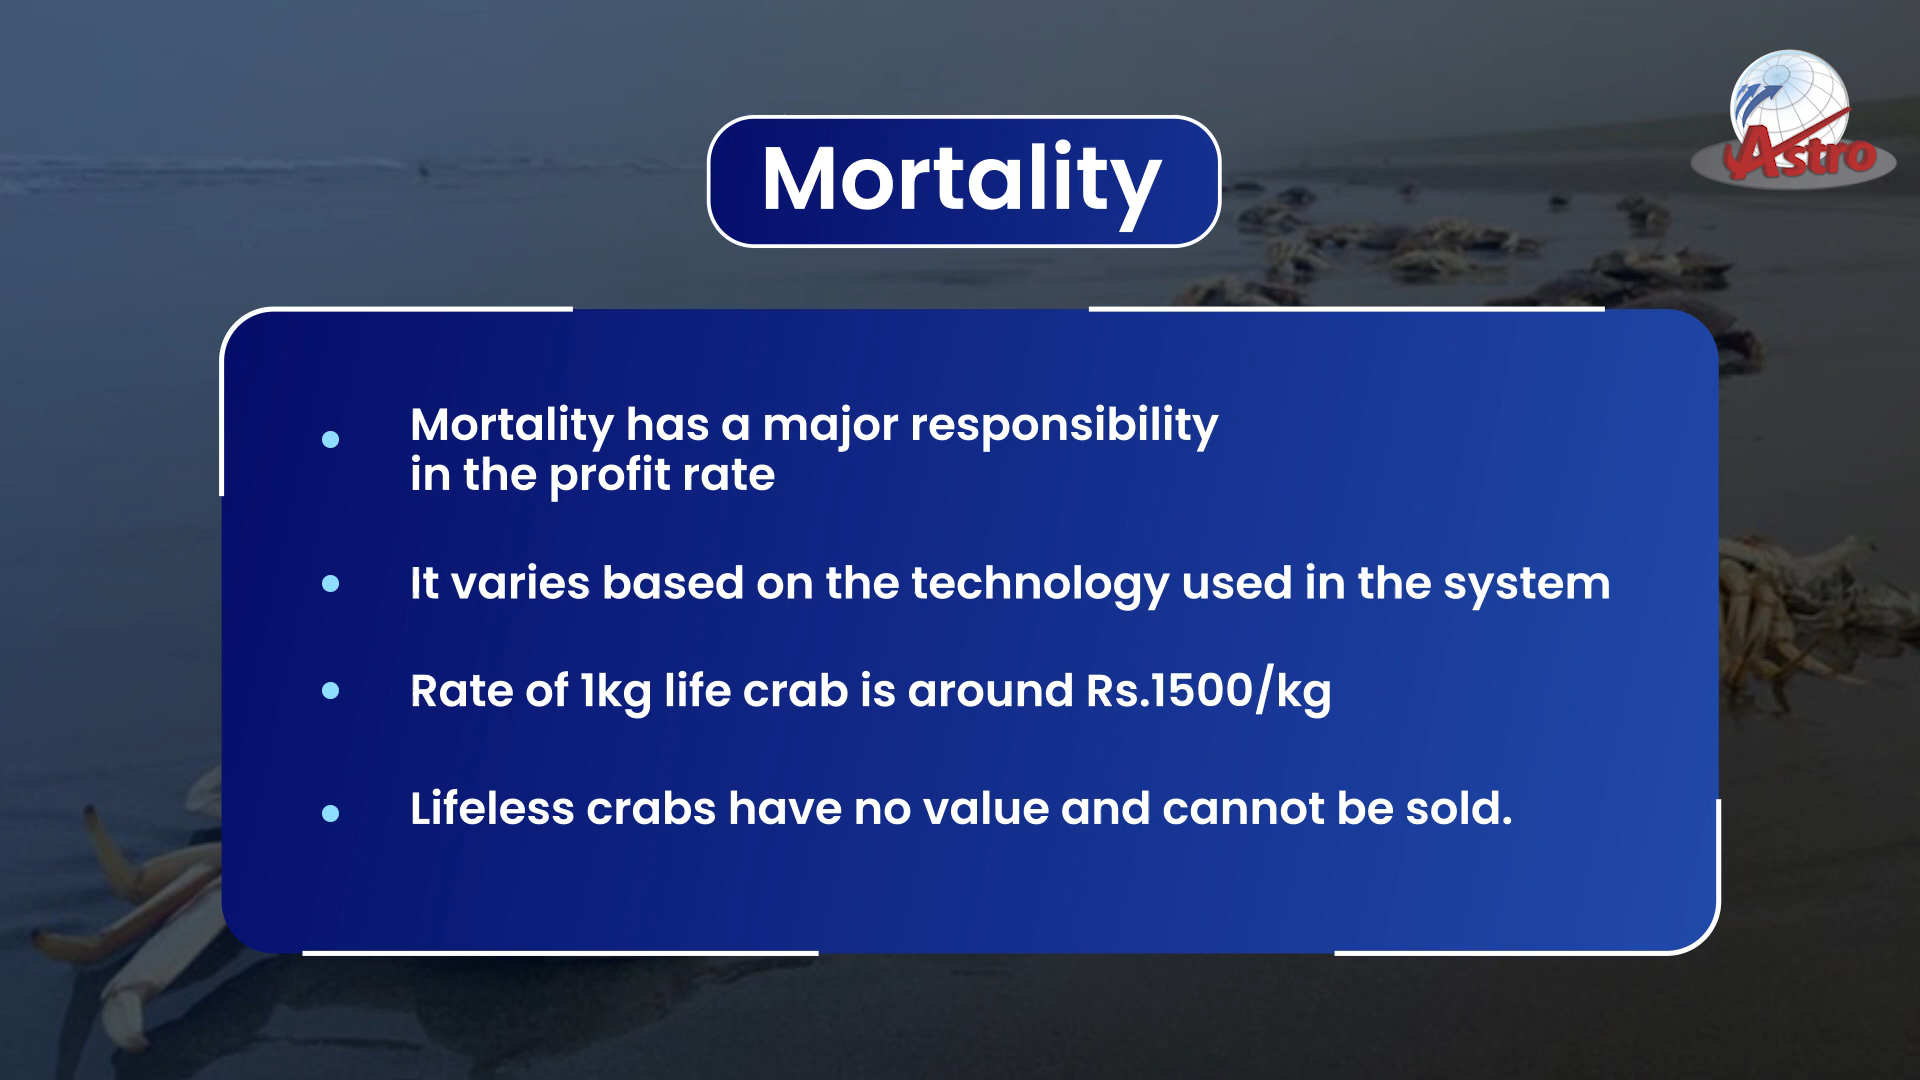 Astro
Mortality
Mortality has a major responsibility
in the profit rate
It varies based on the technology used in the system
Rate of 1kg life crab is around Rs.1500/kg
Lifeless crabs have no value and cannot be sold.